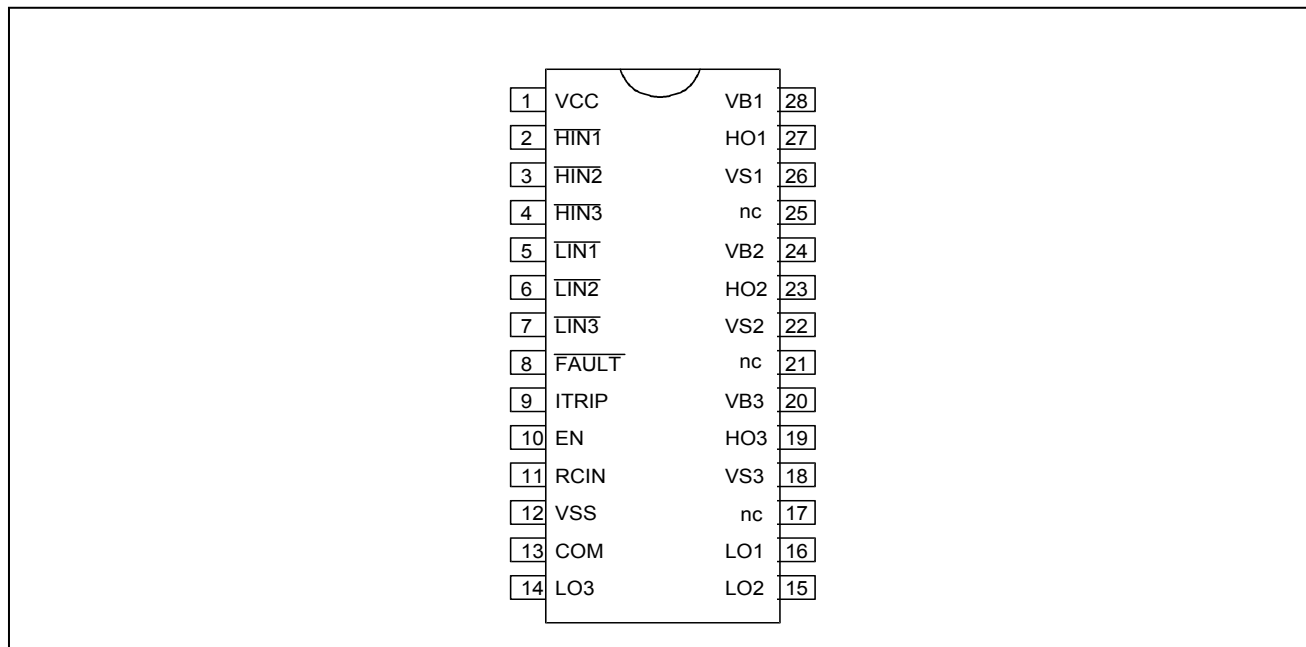 1 VCC VB1 28
2 HIN1 HO1 27
3 HIN2 VS1 26
4 HIN3 nc 25
5 LIN1 VB2 24
6 LIN2 HO2 23
7 LIN3 VS2 22
8 FAULT nc 21
9 ITRIP VB3 20
10 EN HO3 19
11 RCIN VS3 18
12 VSS nc 17
13 COM LO1 16
14 LO3 LO2 15